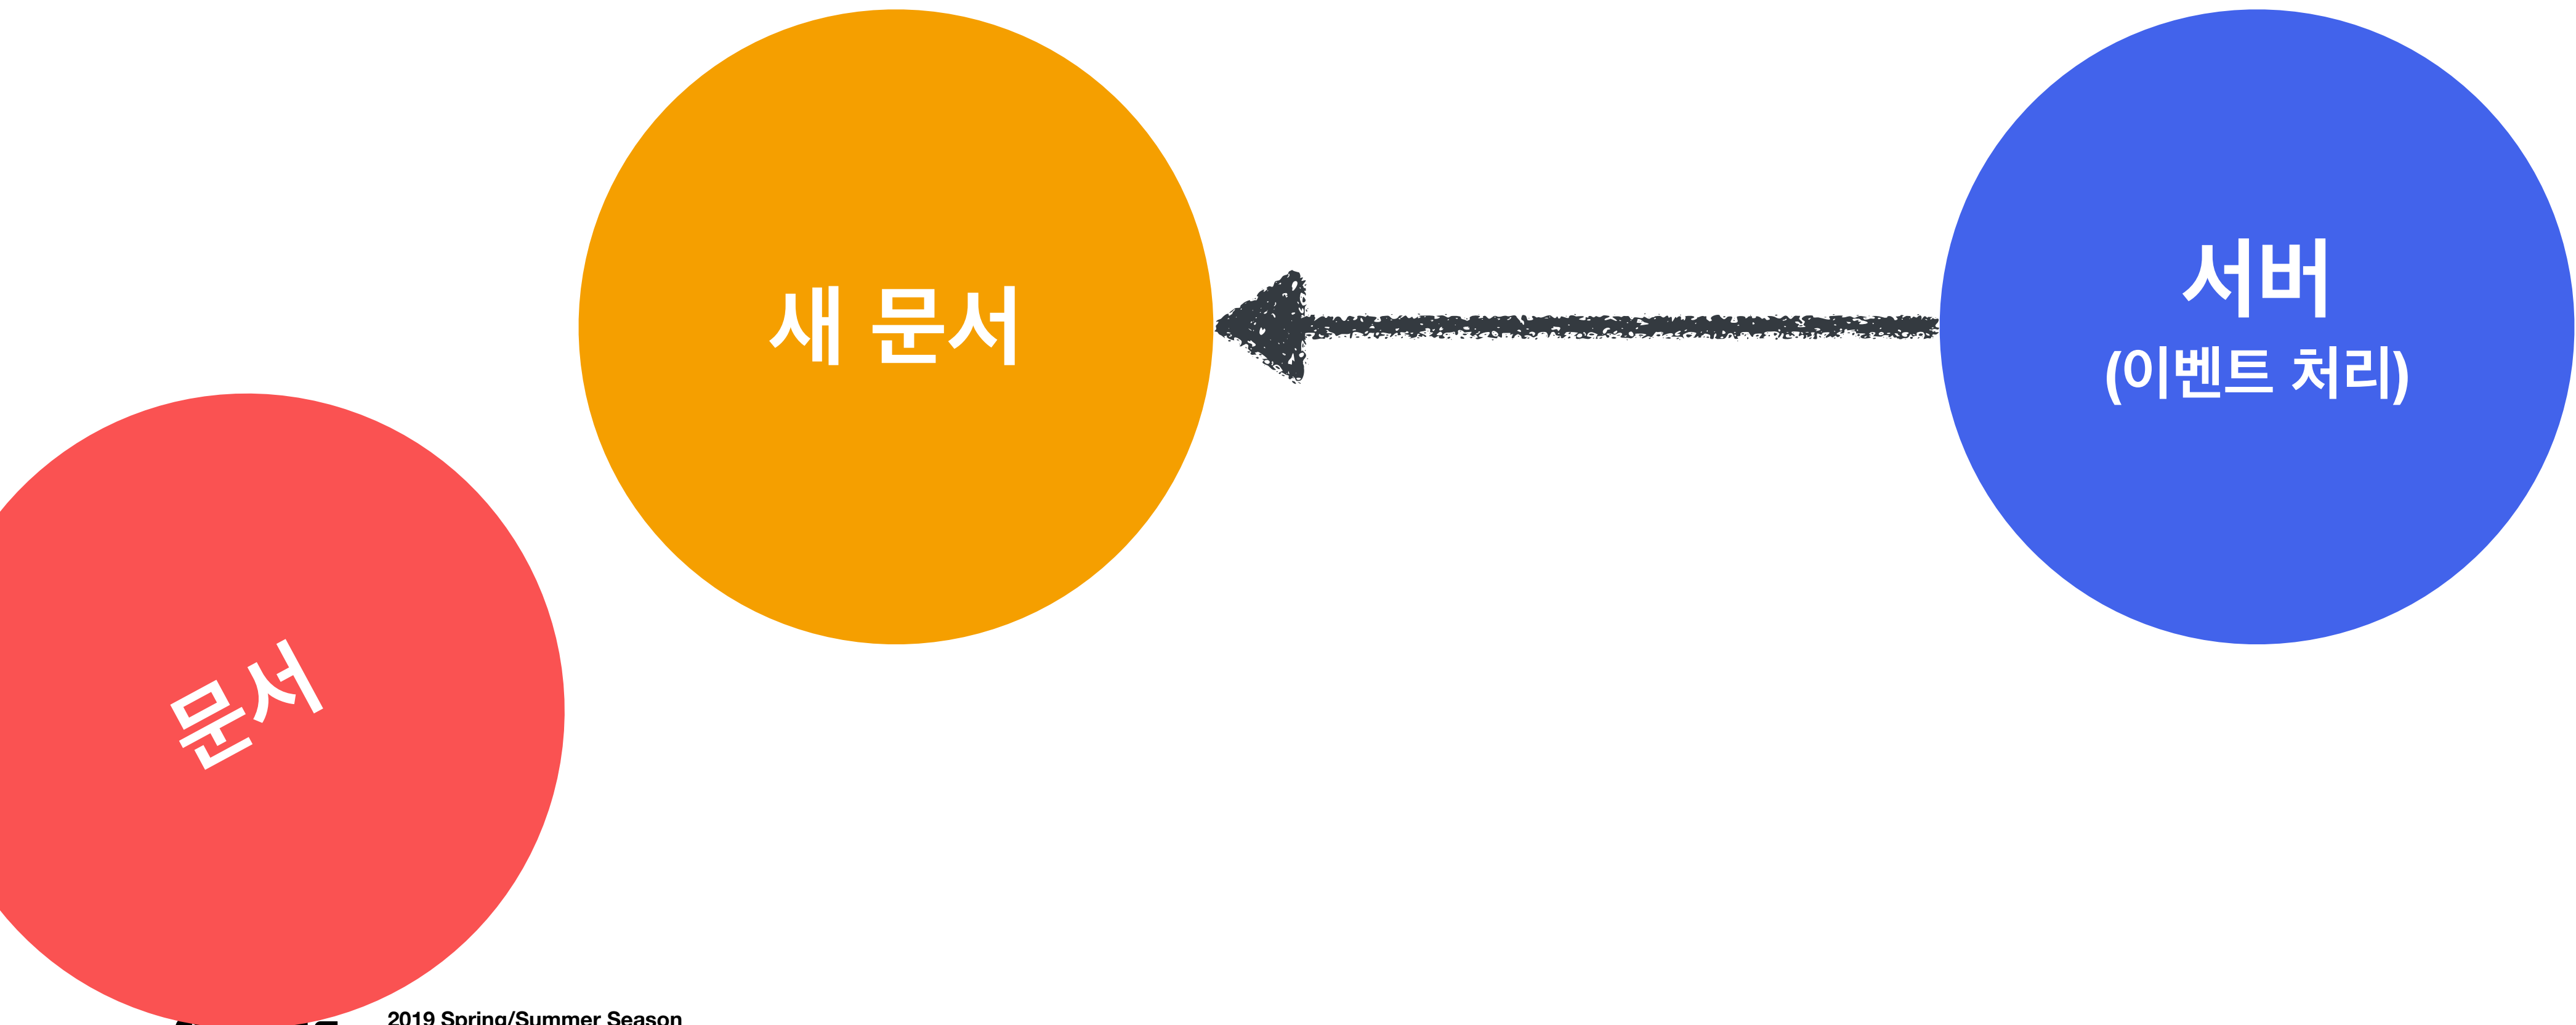 새 문서
서버
(이벤트 처리)
문서
2019 Spring/Summer Season